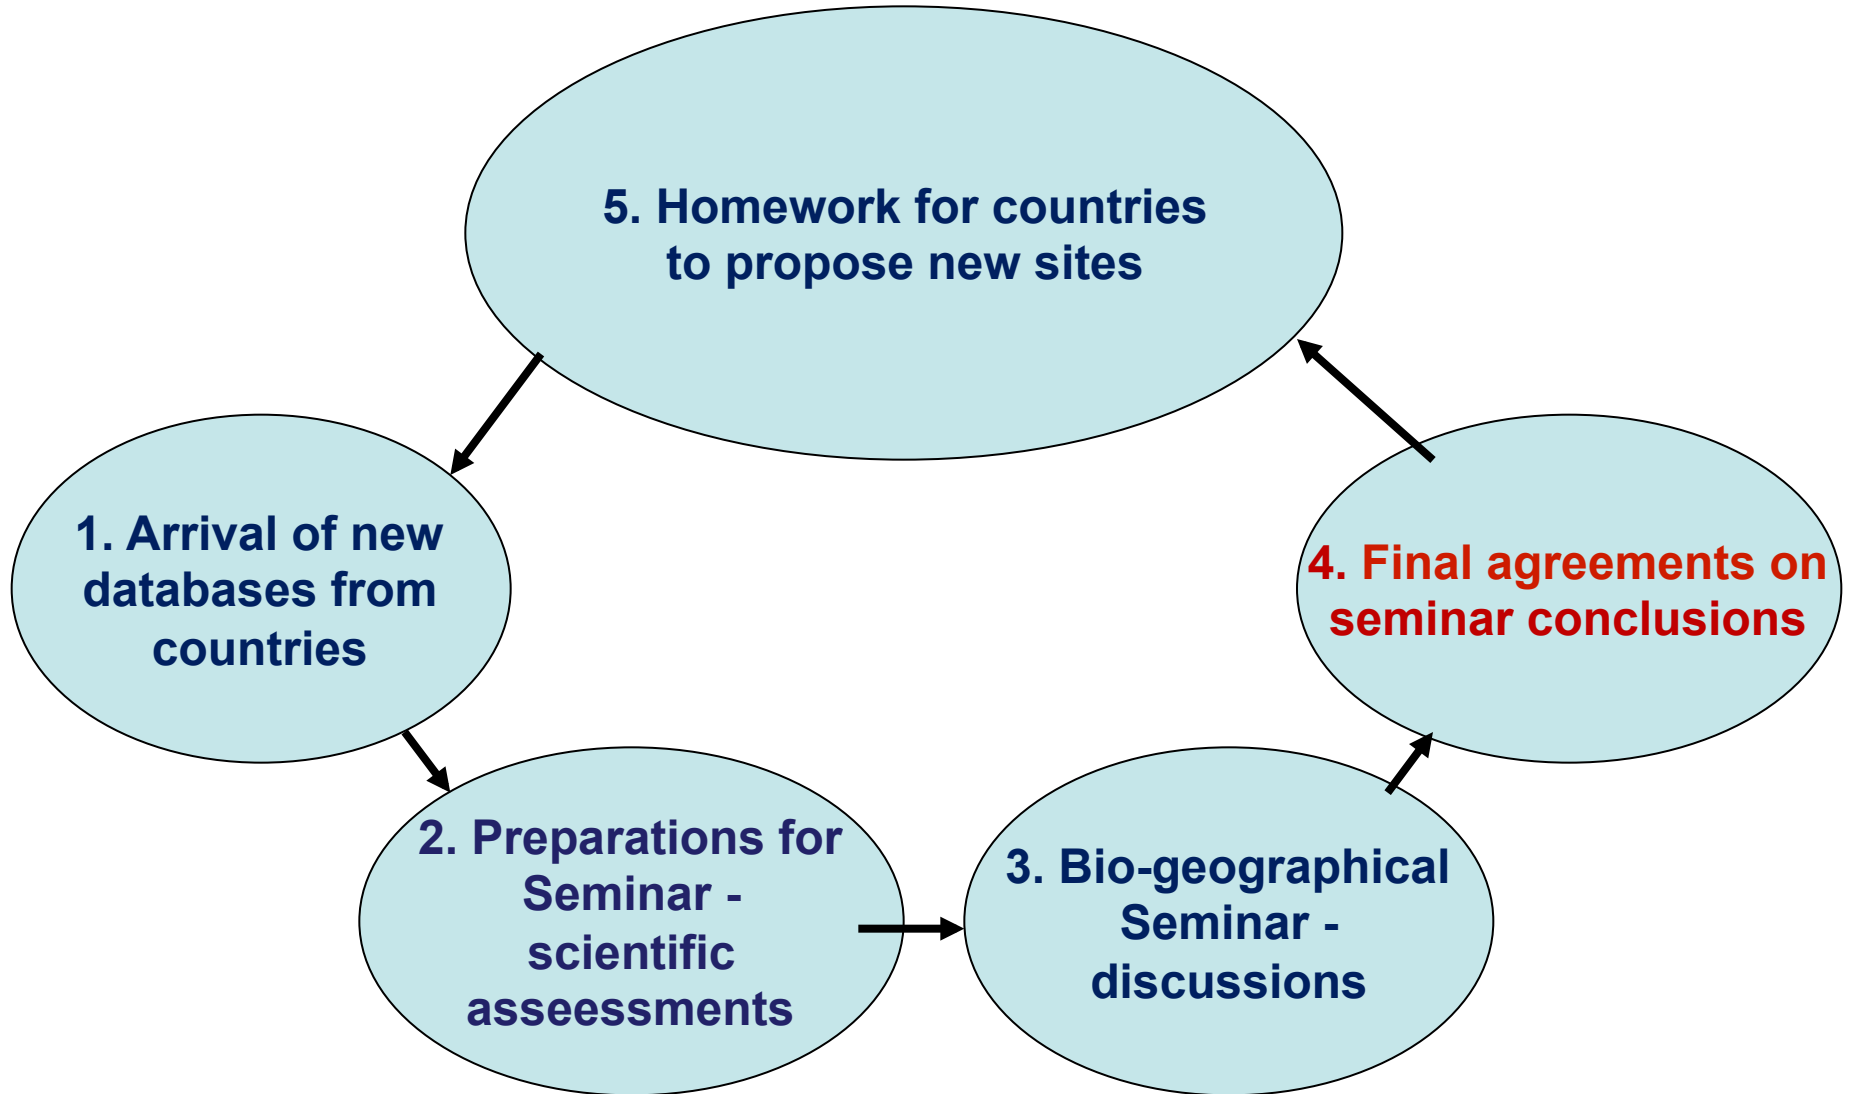 5. Homework for countries
to propose new sites
1. Arrival of new
databases from
countries
4. Final agreements on
seminar conclusions
2. Preparations for
Seminar -
scientific
asseessments
3. Bio-geographical
Seminar -
discussions